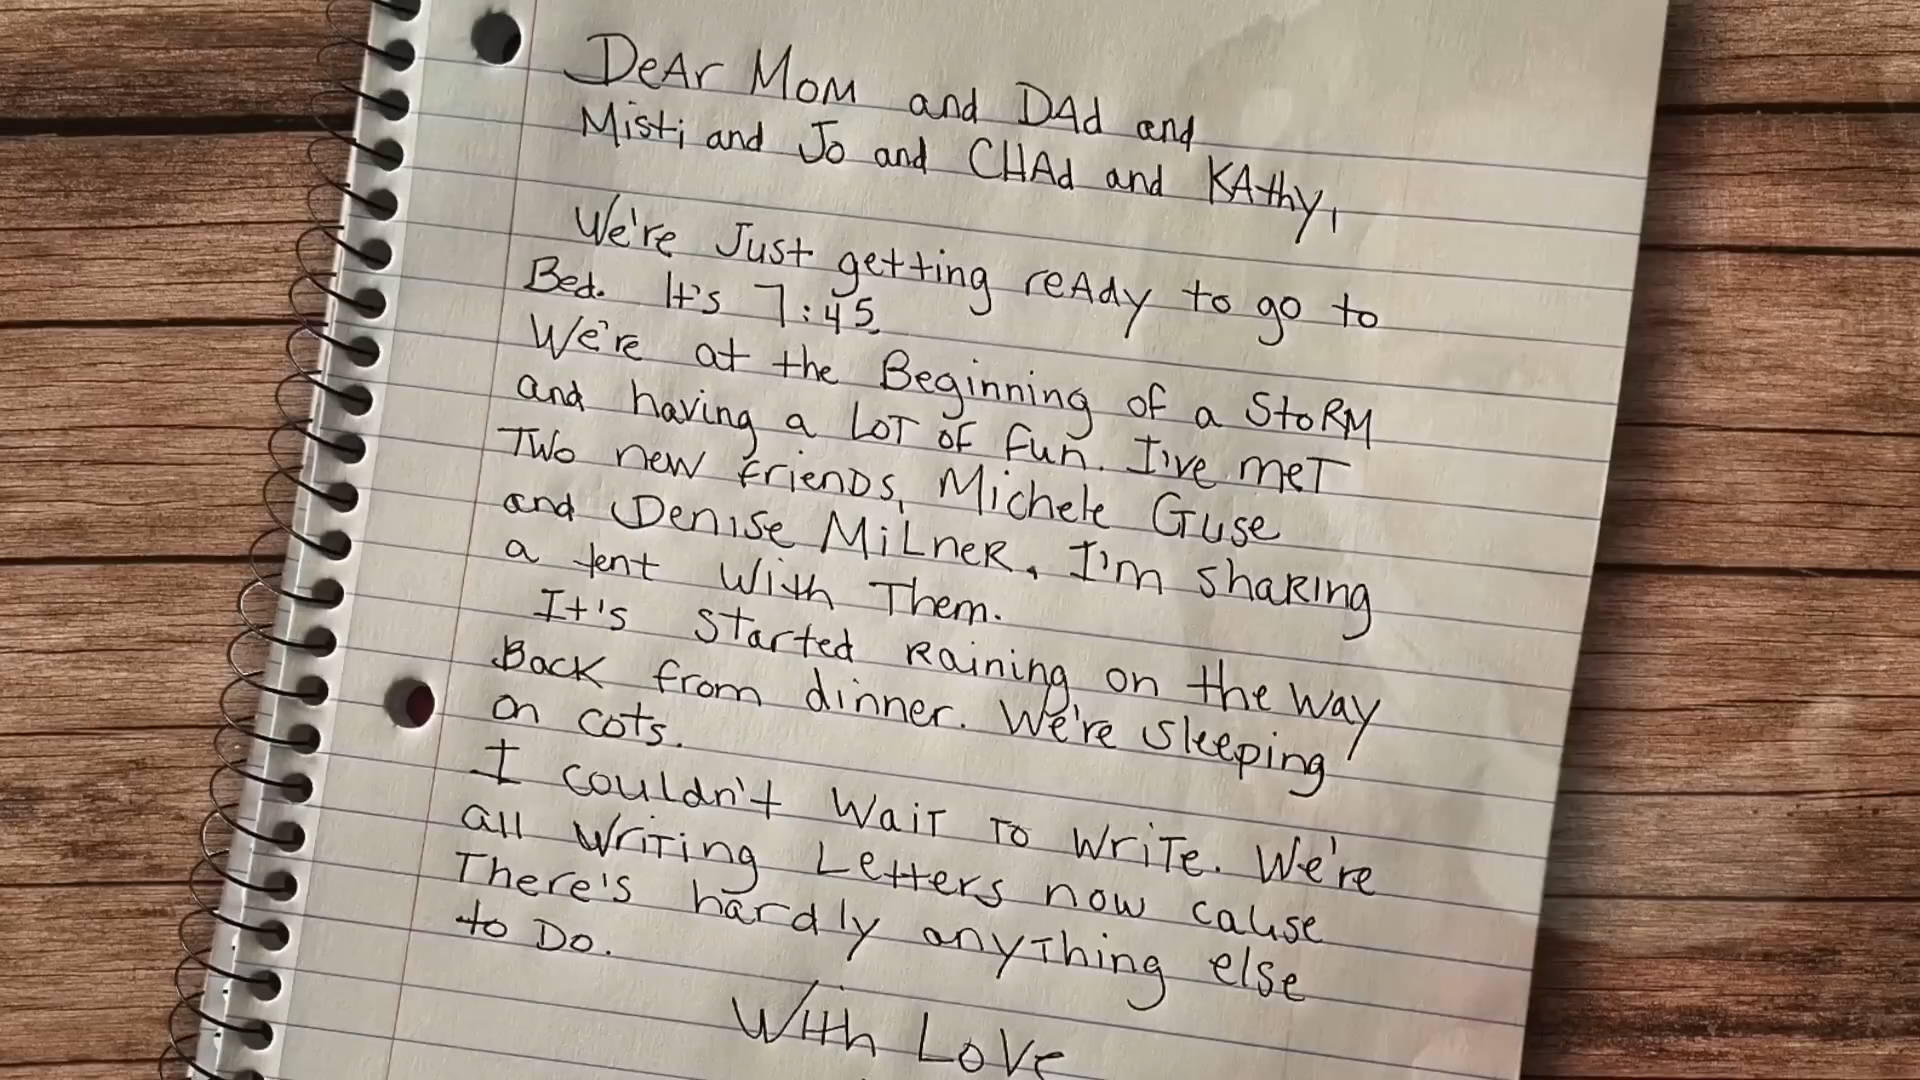 DeAr MoM and DAd and
Misti and Jo and CHAd and KAthy,
We're Just getting reAdy to go to
Bed. It's 7:45
We're at the Beginning of a StoRM
and having a LOT OF fun. I've meT
Two new friends, Michele Guse
and Denise MiLneR. I'm shaRing
a tent With Them.
It's started Raining on the way
Back from dinner. We're sleeping
on cots.
I couldn't WaiT To WriTe. We're
all WriTing Letters now cause
There's hardly anyThing else
to Do.
With LoVe